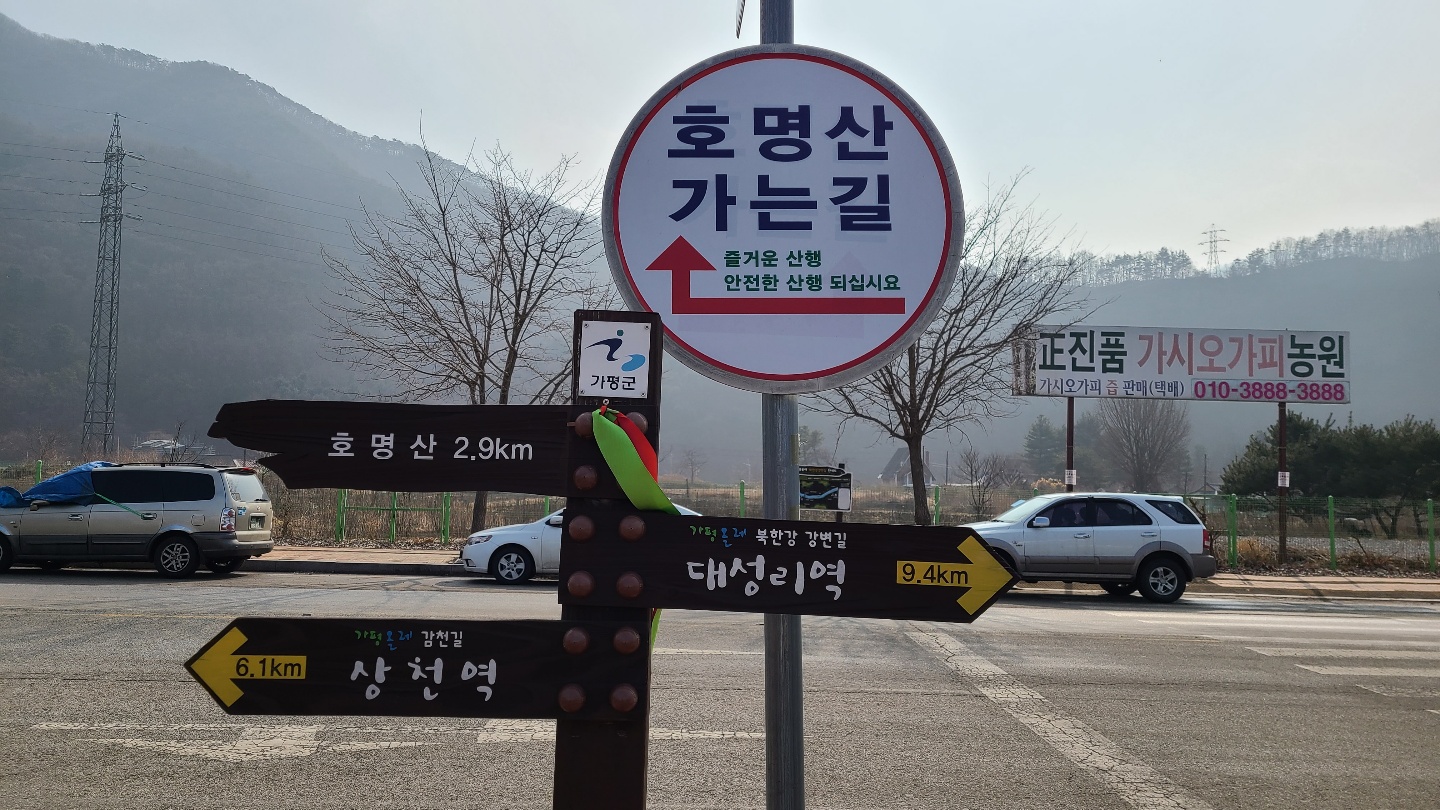 호명산
가는길
즐거운 산행
안전한 산행 되십시요
가평군
호명산 2.9km
가평올레 북한강 강변길
대성리역
9.4km
가평올레 감천길
상천역
6.1km
正진품 가시오가피농원
가시오가피 즙 판매(택배) 010-3888-3888